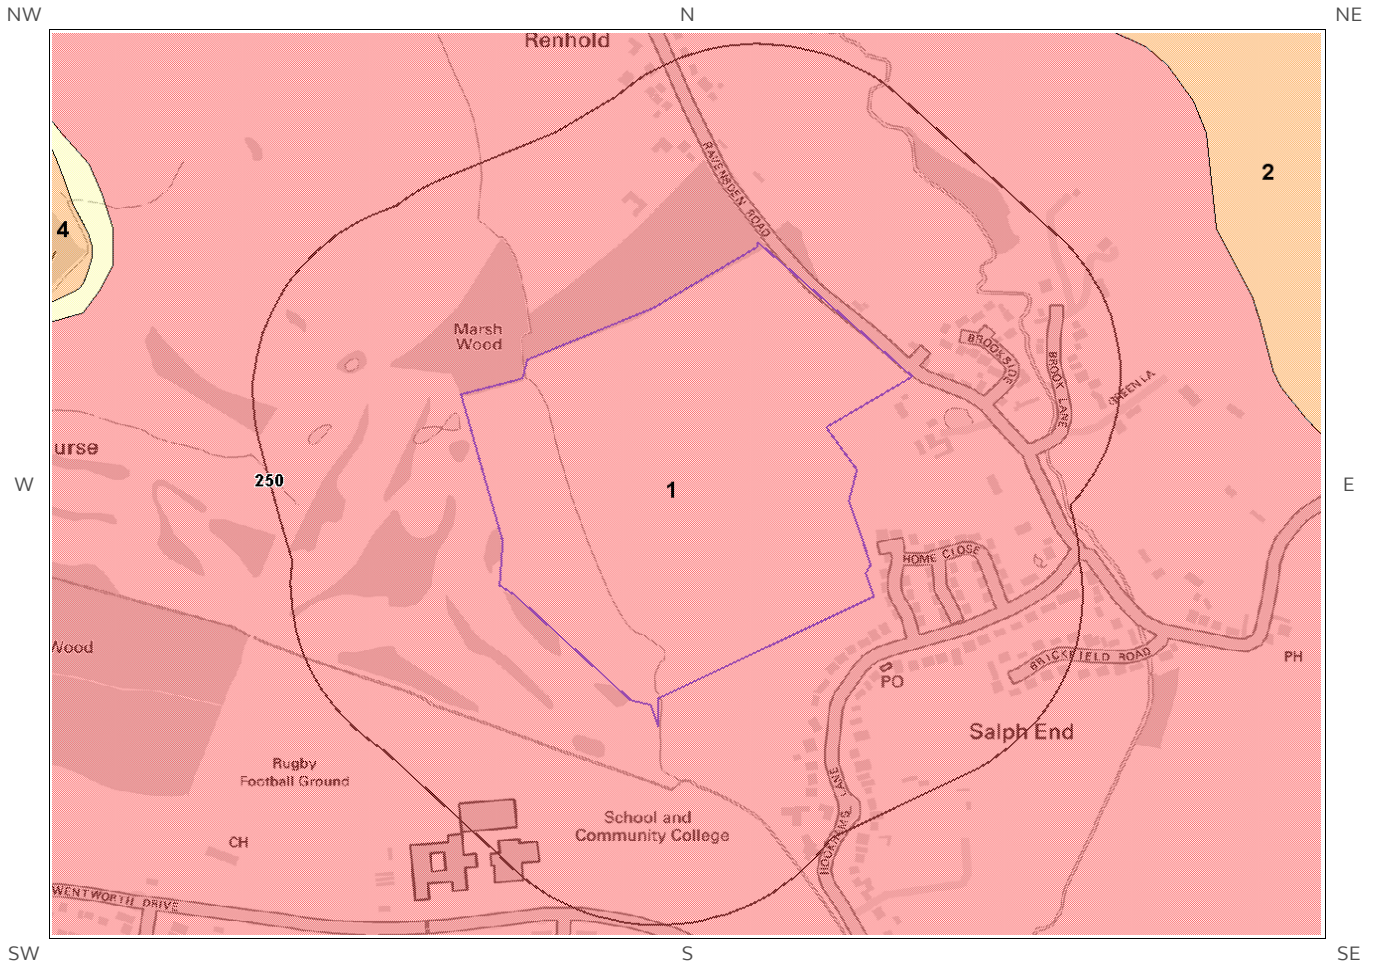 NW
N
NE
Renhold
RAVENSDEN ROAD
2
4
Marsh
Wood
BROOKSIDE
BROOK LANE
GREEN LA
urse
250
W
1
E
HOME CLOSE
Wood
BRICKFIELD ROAD
PH
PO
Salph End
Rugby
Football Ground
LANE
School and
Community College
CH
WENTWORTH DRIVE
SW
S
SE